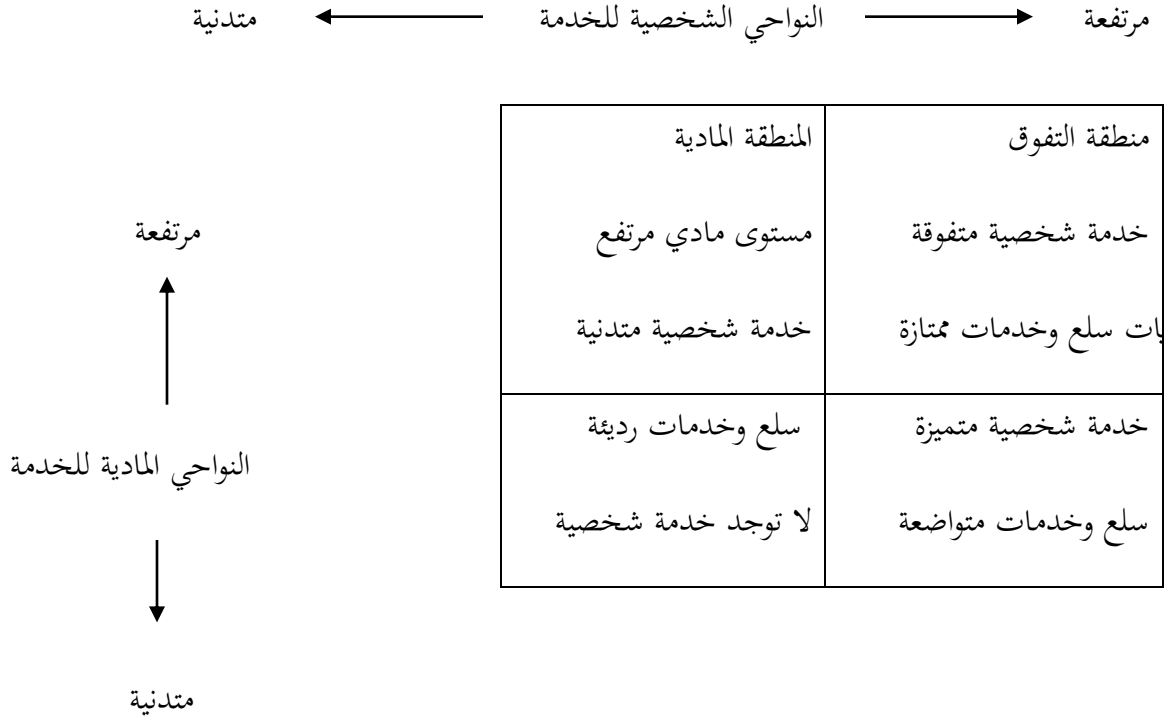 مرتفعة النواحي الشخصية للخدمة متدنية
منطقة التفوق
خدمة شخصية متفوقة
سلع وخدمات ممتازة
المنطقة المادية
مستوى مادي مرتفع
خدمة شخصية متدنية
خدمة شخصية متميزة
سلع وخدمات متواضعة
سلع وخدمات رديئة
لا توجد خدمة شخصية
مرتفعة
النواحي المادية للخدمة
متدنية